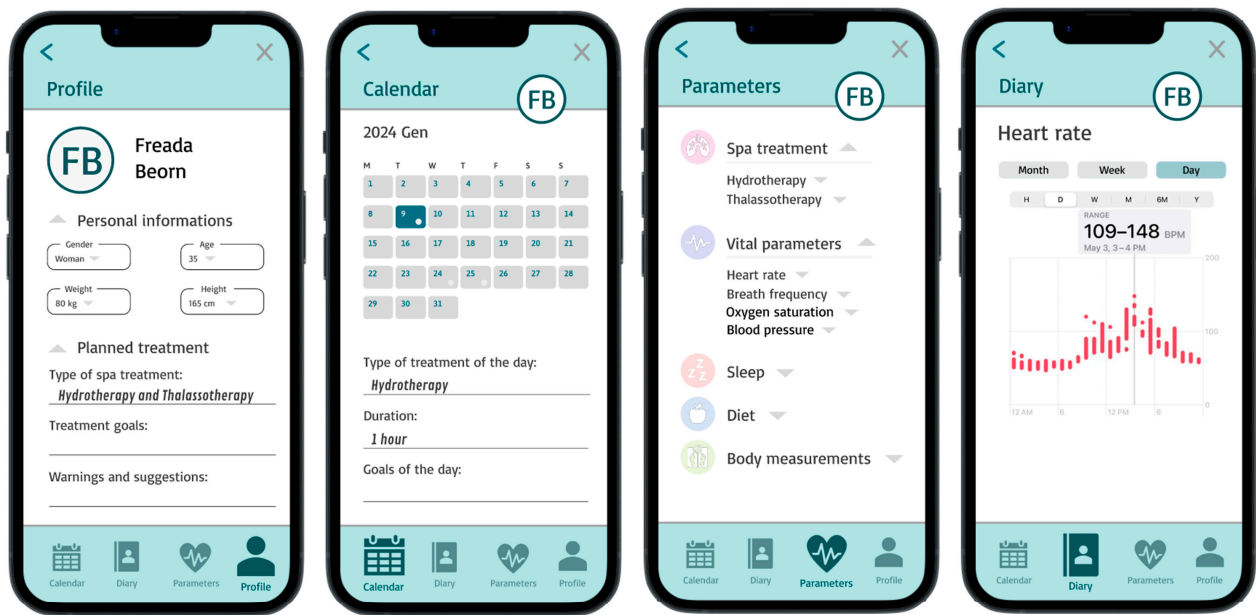 Profile
FB
Freada
Beorn
Personal informations
Gender
Woman
Age
35
Weight
80 kg
Height
165 cm
Planned treatment
Type of spa treatment:
Hydrotherapy and Thalassotherapy
Treatment goals:
Warnings and suggestions:
Calendar Diary Parameters Profile
Calendar
FB
2024 Gen
M T W T F S S
1 2 3 4 5 6 7
8 9 10 11 12 13 14
15 16 17 18 19 20 21
22 23 24 25 26 27 28
29 30 31
Type of treatment of the day:
Hydrotherapy
Duration:
1 hour
Goals of the day:
Calendar Diary Parameters Profile
Parameters
FB
Spa treatment
Hydrotherapy
Thalassotherapy
Vital parameters
Heart rate
Breath frequency
Oxygen saturation
Blood pressure
Z Z Z
Sleep
Diet
Body measurements
Calendar Diary Parameters Profile
Diary
FB
Heart rate
Month Week Day
H D W M 6M Y
RANGE
109–148 BPM
May 3, 3–4 PM
200
100
0
12 AM 6 12 PM 6
Calendar Diary Parameters Profile